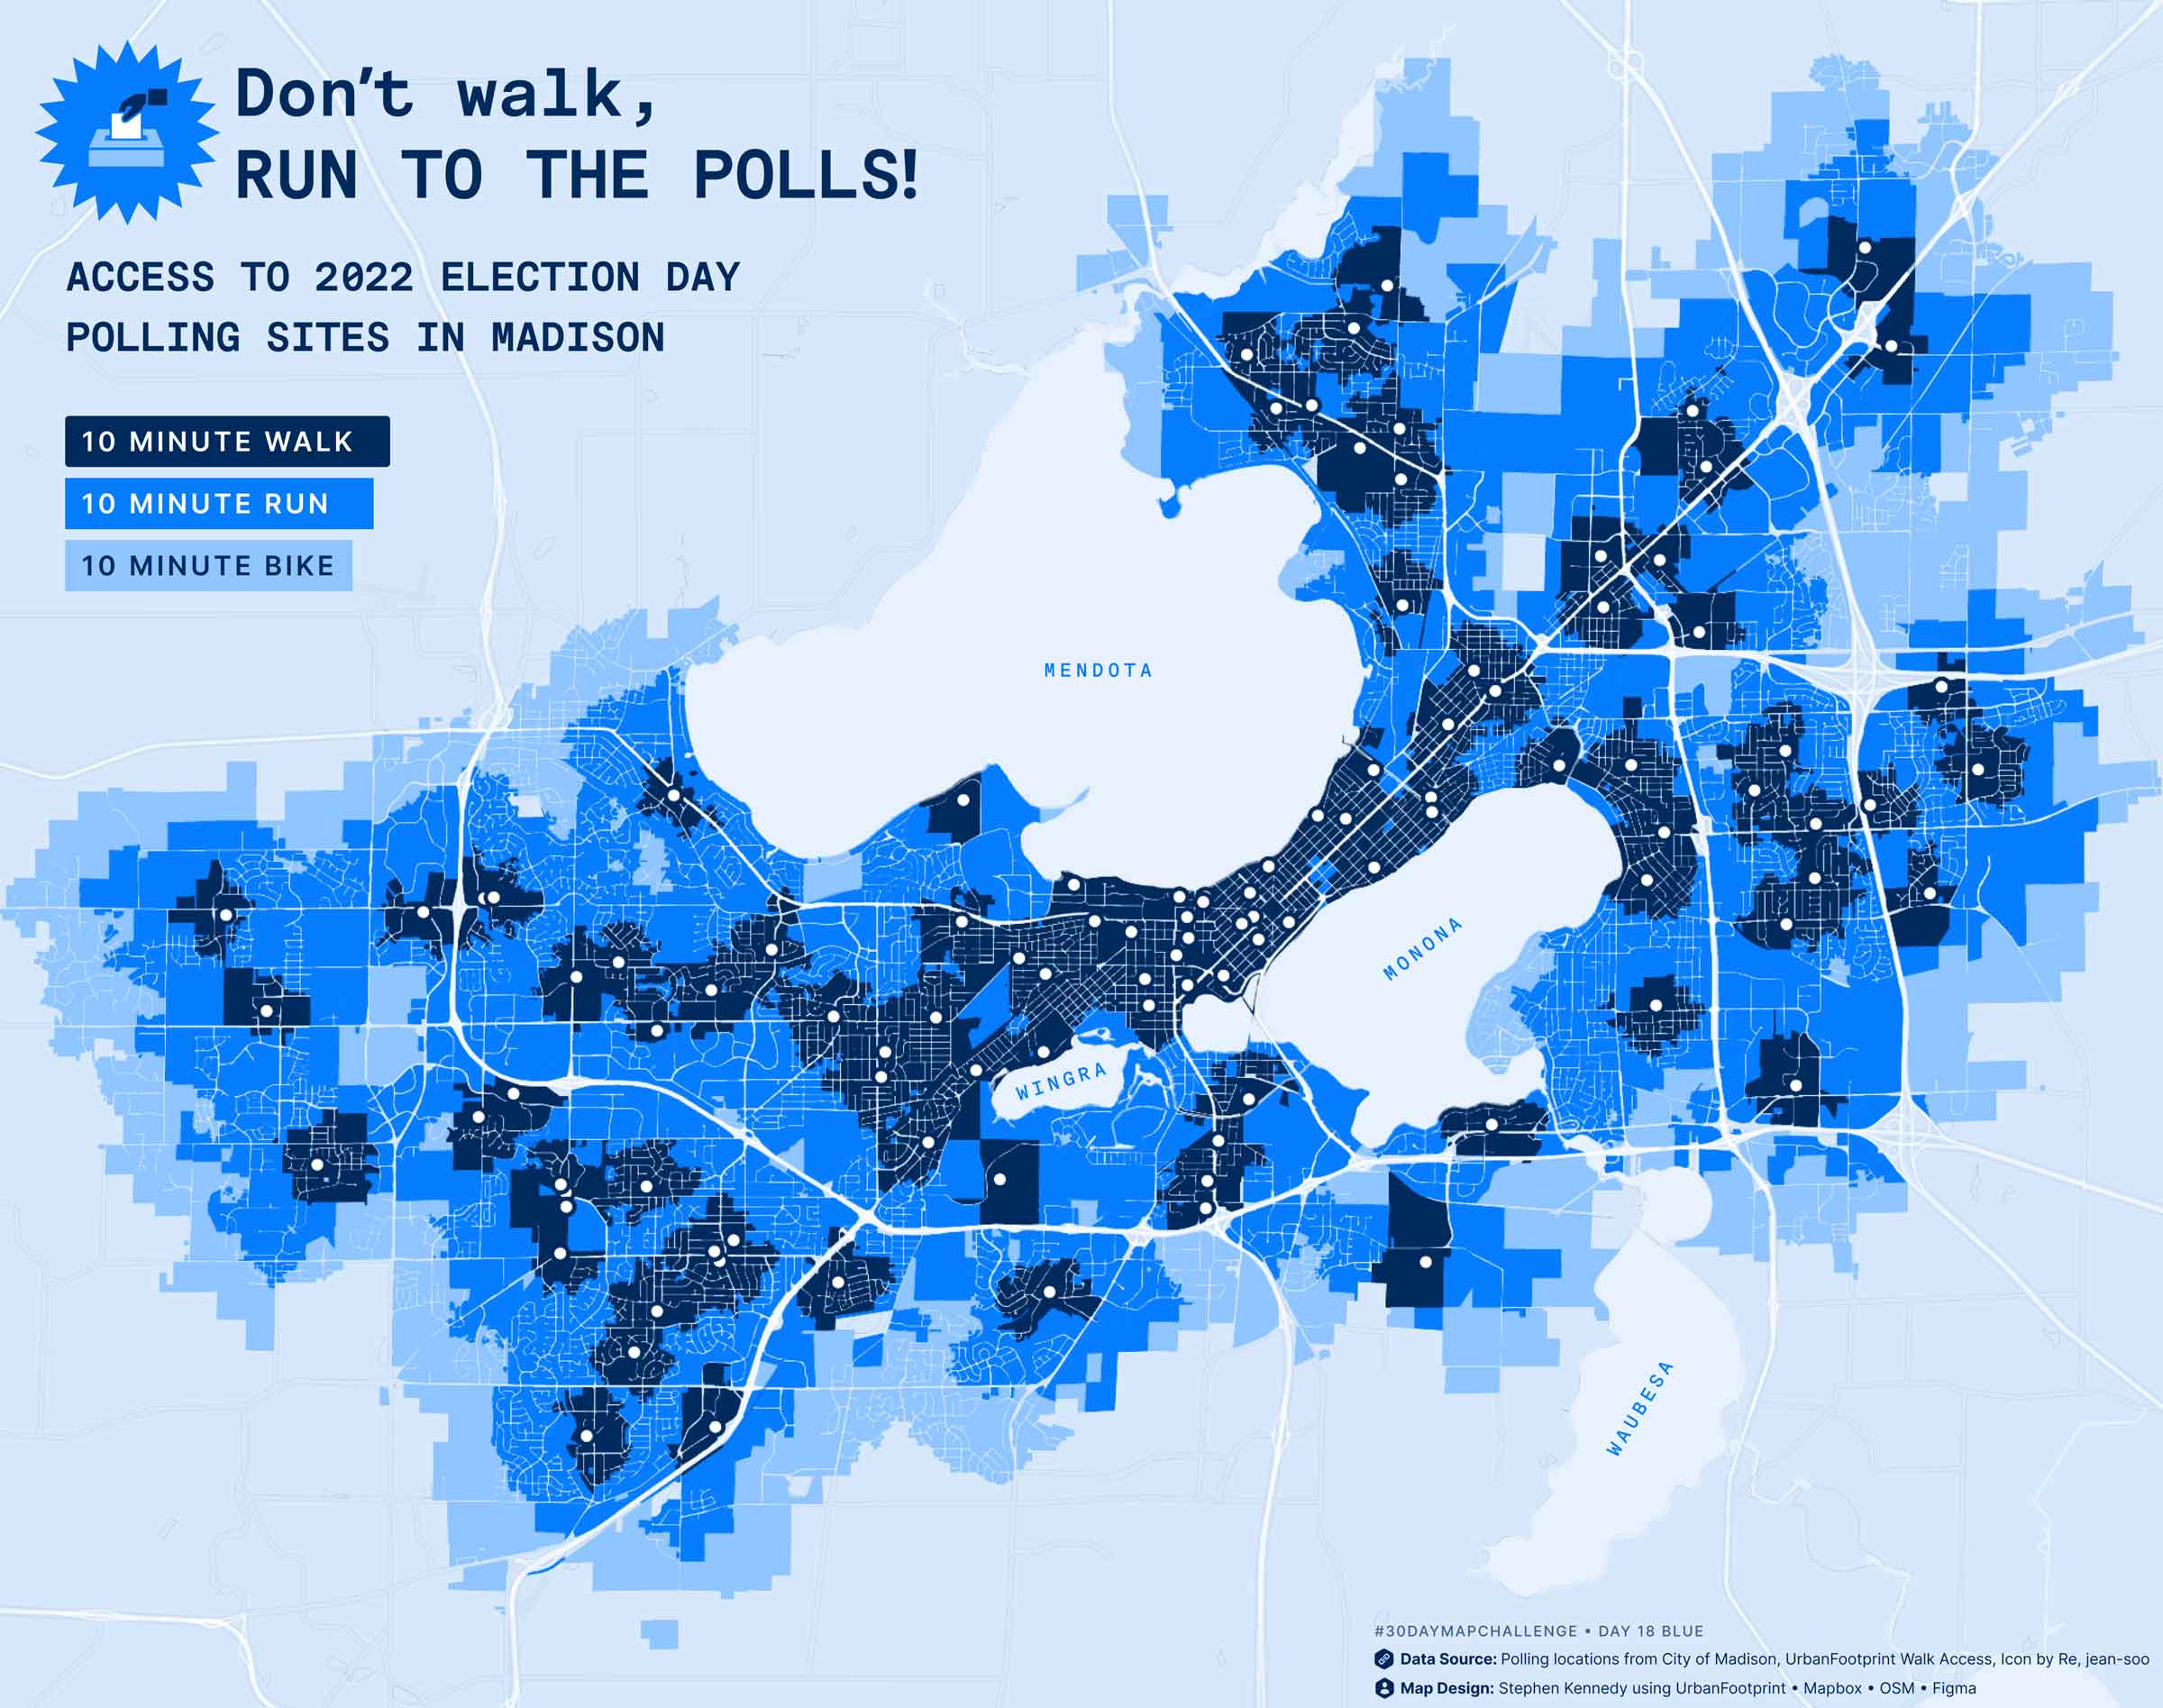 Don't walk,
RUN TO THE POLLS!
ACCESS TO 2022 ELECTION DAY
POLLING SITES IN MADISON
10 MINUTE WALK
10 MINUTE RUN
10 MINUTE BIKE
MENDOTA
MONONA
WINGRA
WAUBESA
#30DAYMAPCHALLENGE • DAY 18 BLUE
Data Source: Polling locations from City of Madison, UrbanFootprint Walk Access, Icon by Re, jean-soo
Map Design: Stephen Kennedy using UrbanFootprint • Mapbox • OSM • Figma